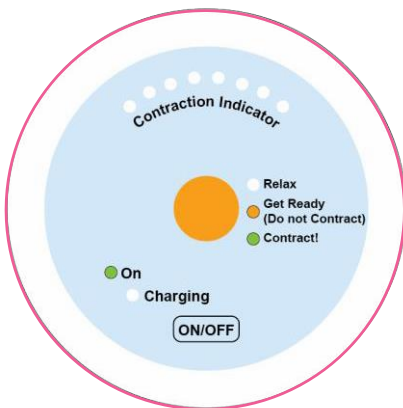 Contraction Indicator
Relax
Get Ready
(Do not Contract)
Contract!
On
Charging
ON/OFF